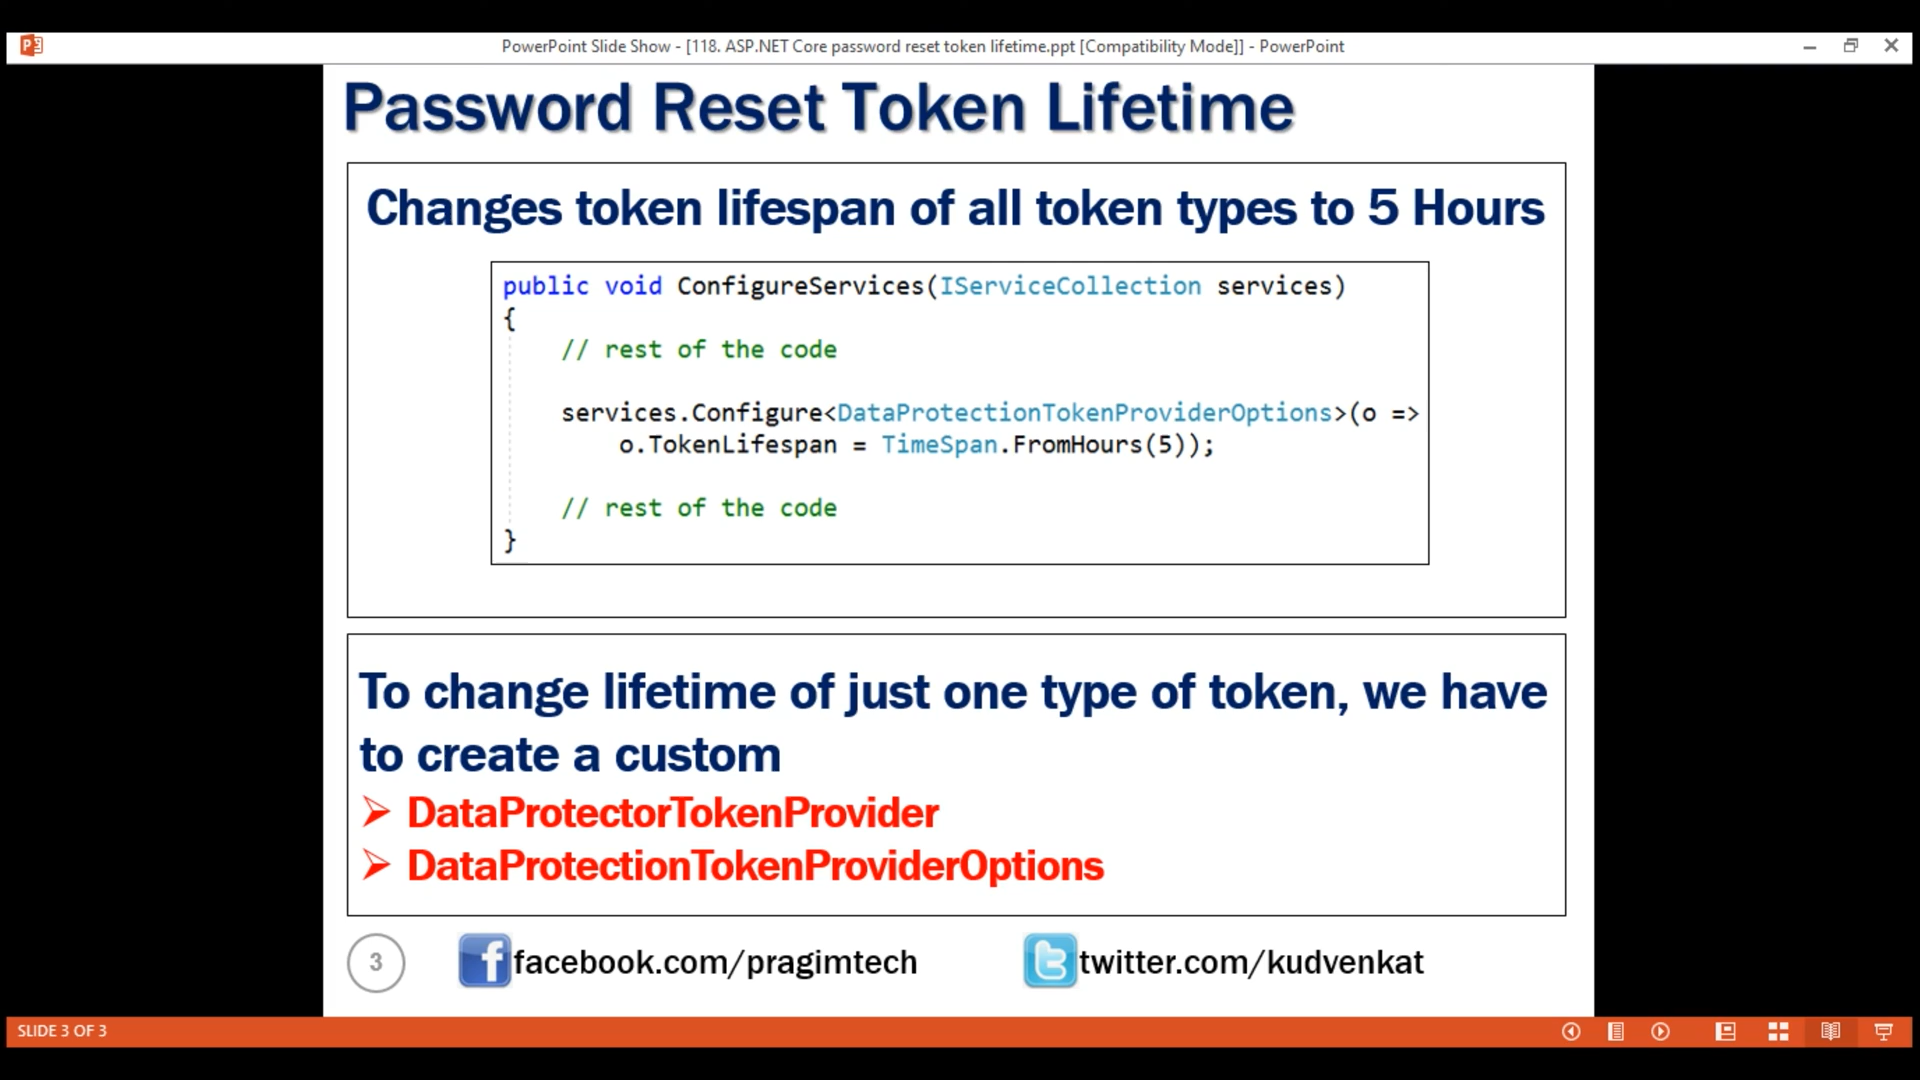 PowerPoint Slide Show - [118. ASP.NET Core password reset token lifetime.ppt [Compatibility Mode]] - PowerPoint
Password Reset Token Lifetime
Changes token lifespan of all token types to 5 Hours
public void ConfigureServices(IServiceCollection services)
{
// rest of the code
services.Configure<DataProtectionTokenProviderOptions>(o =>
o.TokenLifespan = TimeSpan.FromHours(5));
// rest of the code
}
To change lifetime of just one type of token, we have
to create a custom
DataProtectorTokenProvider
DataProtectionTokenProviderOptions
3
facebook.com/pragimtech
twitter.com/kudvenkat
SLIDE 3 OF 3